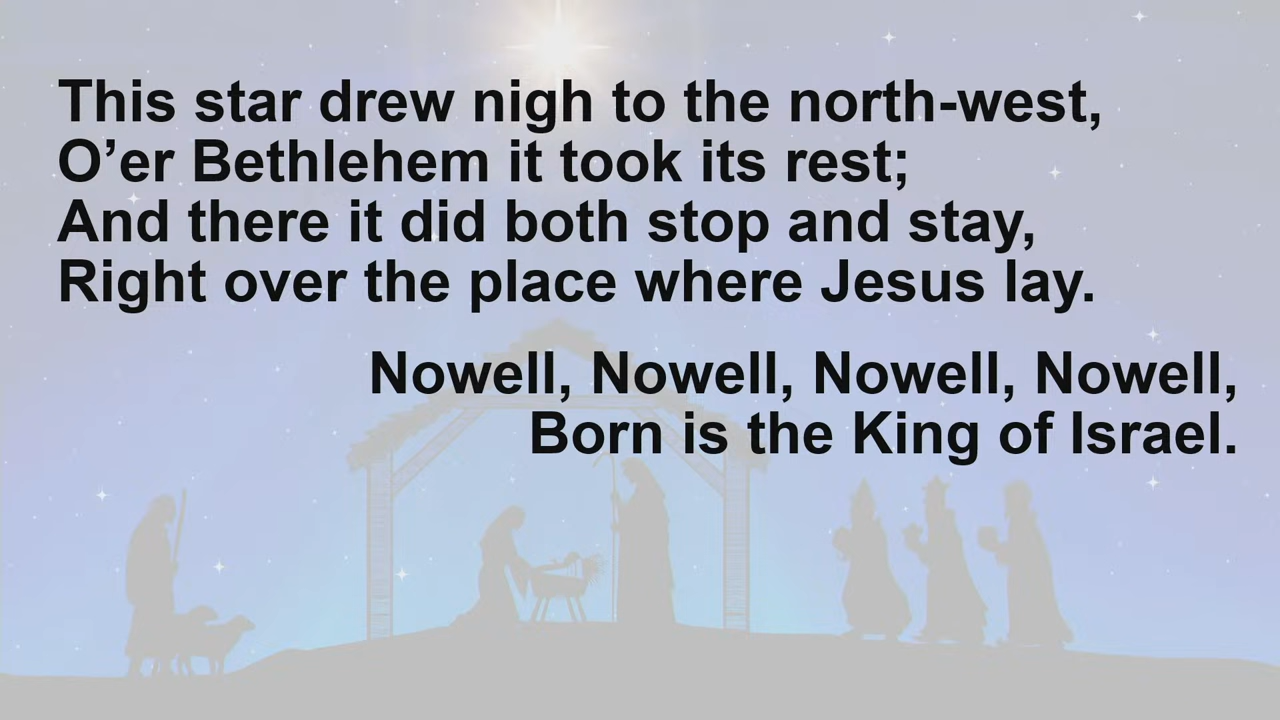 This star drew nigh to the north-west,
O’er Bethlehem it took its rest;
And there it did both stop and stay,
Right over the place where Jesus lay.
Nowell, Nowell, Nowell, Nowell,
Born is the King of Israel.